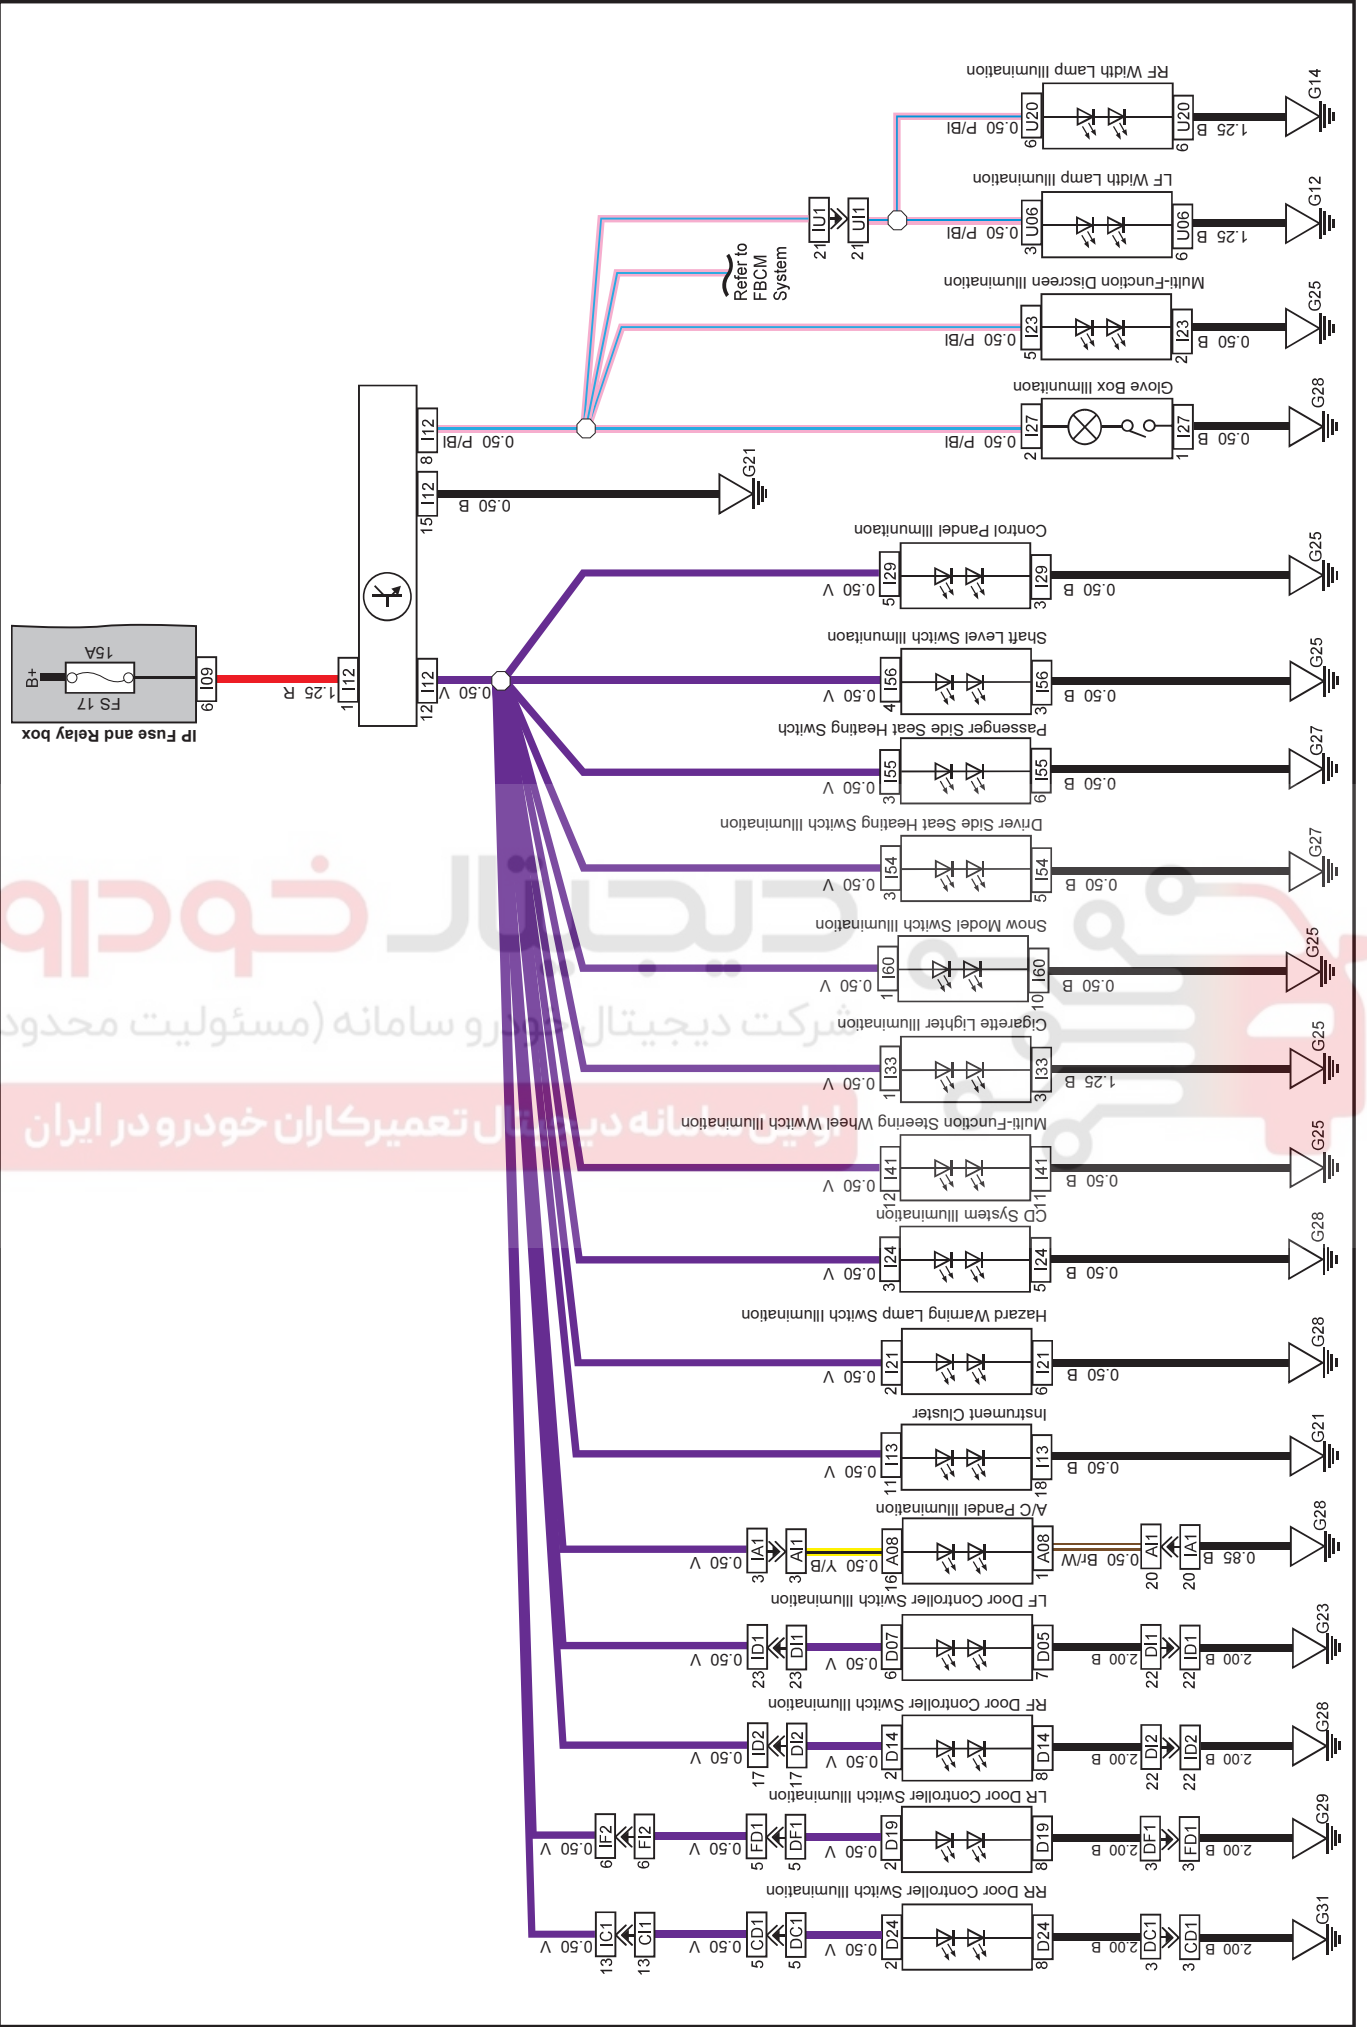 RF Width Lamp Illumination
6 U20 0.50 P/Bl
U20 6 1.25 B
G14
LF Width Lamp Illumination
21 IU1
UI1 21
3 U06 0.50 P/Bl
U06 6 1.25 B
G12
Refer to
FBCM
System
Multi-Function Discreen Illumination
5 I23 0.50 P/Bl
I23 2 0.50 B
G25
Glove Box Illmunitaon
8 I12 0.50 P/Bl
0.50 P/Bl
2 I27
I27 1 0.50 B
G28
15 I12 0.50 B
G21
Control Pandel Illmunitaon
0.50 V
5 I29
I29 3 0.50 B
G25
IP Fuse and Relay box
B+
FS 17
15A
6 I09
1.25 R
1 I12
12 I12
0.50 V
Shaft Level Switch Illmunitaon
0.50 V
4 I56
I56 3 0.50 B
G25
Passenger Side Seat Heating Switch
0.50 V
3 I55
I55 6 0.50 B
G27
Driver Side Seat Heating Switch Illumination
0.50 V
3 I54
I54 5 0.50 B
G27
دیجیتال خودرو
Snow Model Switch Illumination
0.50 V
1 I60
I60 10 0.50 B
G25
شرکت دیجیتال خودرو سامانه (مسئولیت محدود
Cigarette Lighter Illumination
0.50 V
1 I33
I33 3 1.25 B
G25
اولین سامانه دیجیتال تعمیرکاران خودرو در ایران
Multi-Function Steering Wheel Wwitch Illumination
0.50 V
12 I41
I41 11 0.50 B
G25
CD System Illumination
0.50 V
3 I24
I24 5 0.50 B
G28
Hazard Warning Lamp Switch Illumination
0.50 V
2 I21
I21 6 0.50 B
G28
Instrument Cluster
0.50 V
11 I13
I13 18 0.50 B
G21
A/C Pandel Illumination
0.50 V
3 IA1
AI1 3
0.50 B/Y
16 A08
A08 1
0.50 Br/W
20 AI1
IA1 20
0.85 B
G28
LF Door Controller Switch Illumination
0.50 V
23 ID1
DI1 23
0.50 V
6 D07
D05 7
2.00 B
22 DI1
ID1 22
2.00 B
G23
RF Door Controller Switch Illumination
0.50 V
17 ID2
DI2 17
0.50 V
2 D14
D14 8
2.00 B
22 DI2
ID2 22
2.00 B
G28
LR Door Controller Switch Illumination
0.50 V
6 IF2
FI2 6
0.50 V
5 FD1
DF1 5
0.50 V
2 D19
D19 8
2.00 B
3 DF1
FD1 3
2.00 B
G29
RR Door Controller Switch Illumination
0.50 V
13 IC1
CI1 13
0.50 V
5 CD1
DC1 5
0.50 V
2 D24
D24 8
2.00 B
3 DC1
CD1 3
2.00 B
G31